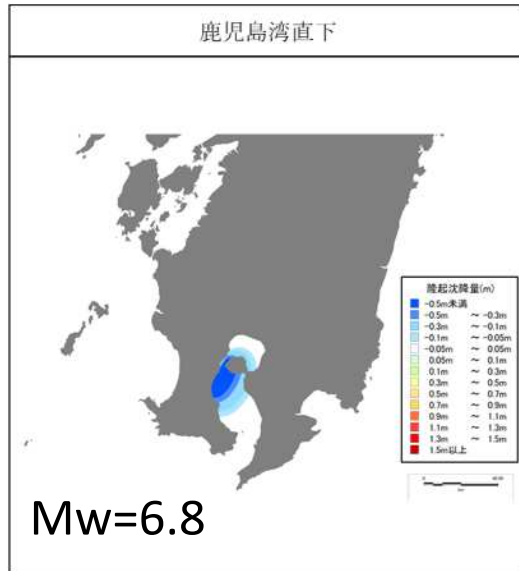 鹿児島湾直下
隆起沈降量(m)
-0.5m未満
-0.5m ～ -0.3m
-0.3m ～ -0.1m
-0.1m ～ -0.05m
-0.05m ～ 0.05m
0.05m ～ 0.1m
0.1m ～ 0.3m
0.3m ～ 0.5m
0.5m ～ 0.7m
0.7m ～ 0.9m
0.9m ～ 1.1m
1.1m ～ 1.3m
1.3m ～ 1.5m
1.5m以上
Mw=6.8